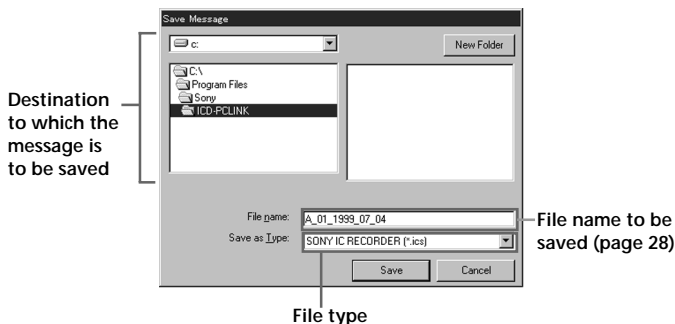 Save Message
c:
New Folder
C:\
Program Files
Sony
ICD-PCLINK
Destination
to which the
message is
to be saved
File name:
A_01_1999_07_04
Save as Type:
SONY IC RECORDER (*.ics)
File name to be
saved (page 28)
Save
Cancel
File type